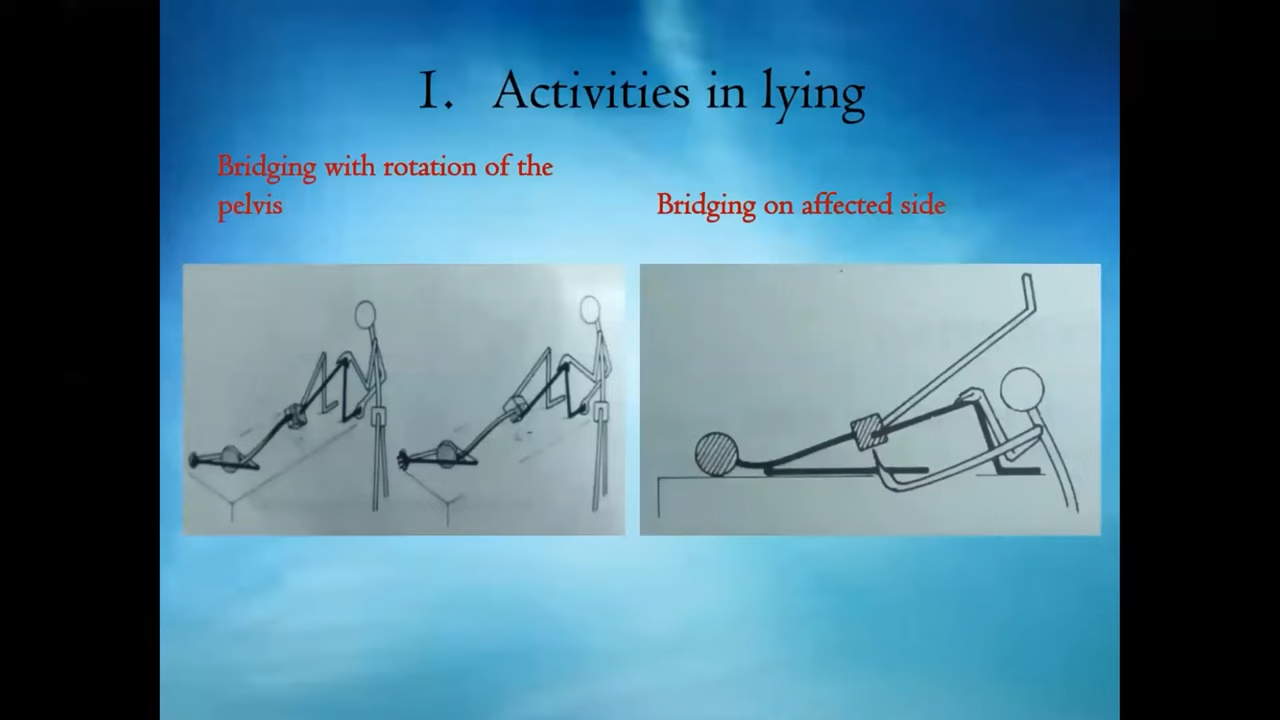 I. Activities in lying
Bridging with rotation of the
pelvis
Bridging on affected side